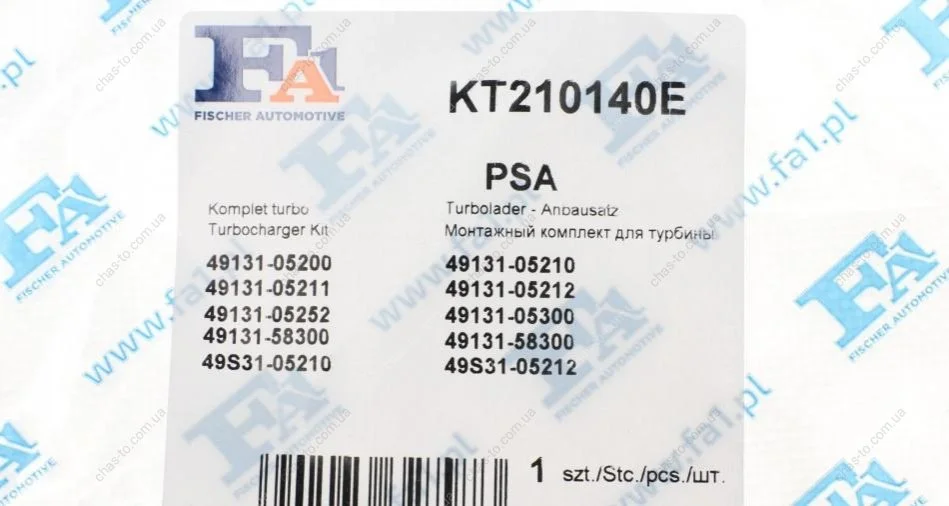 FA1
FISCHER AUTOMOTIVE
KT210140E
PSA
Komplet turbo
Turbocharger Kit
Turbolader - Anbausatz
Монтажный комплект для турбины
49131-05200 49131-05210
49131-05211 49131-05212
49131-05252 49131-05300
49131-58300 49131-58300
49S31-05210 49S31-05212
1 szt./Stc./pcs./шт.
www.fa1.pl
chas-to.com.ua